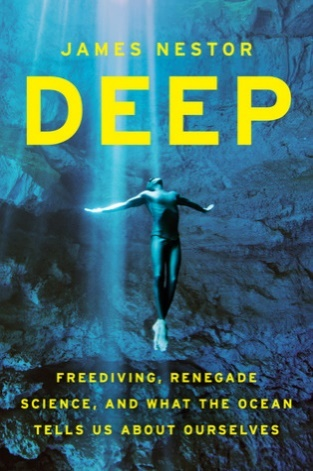 JAMES NESTOR
DEEP
FREEDIVING, RENEGADE
SCIENCE, AND WHAT THE OCEAN
TELLS US ABOUT OURSELVES